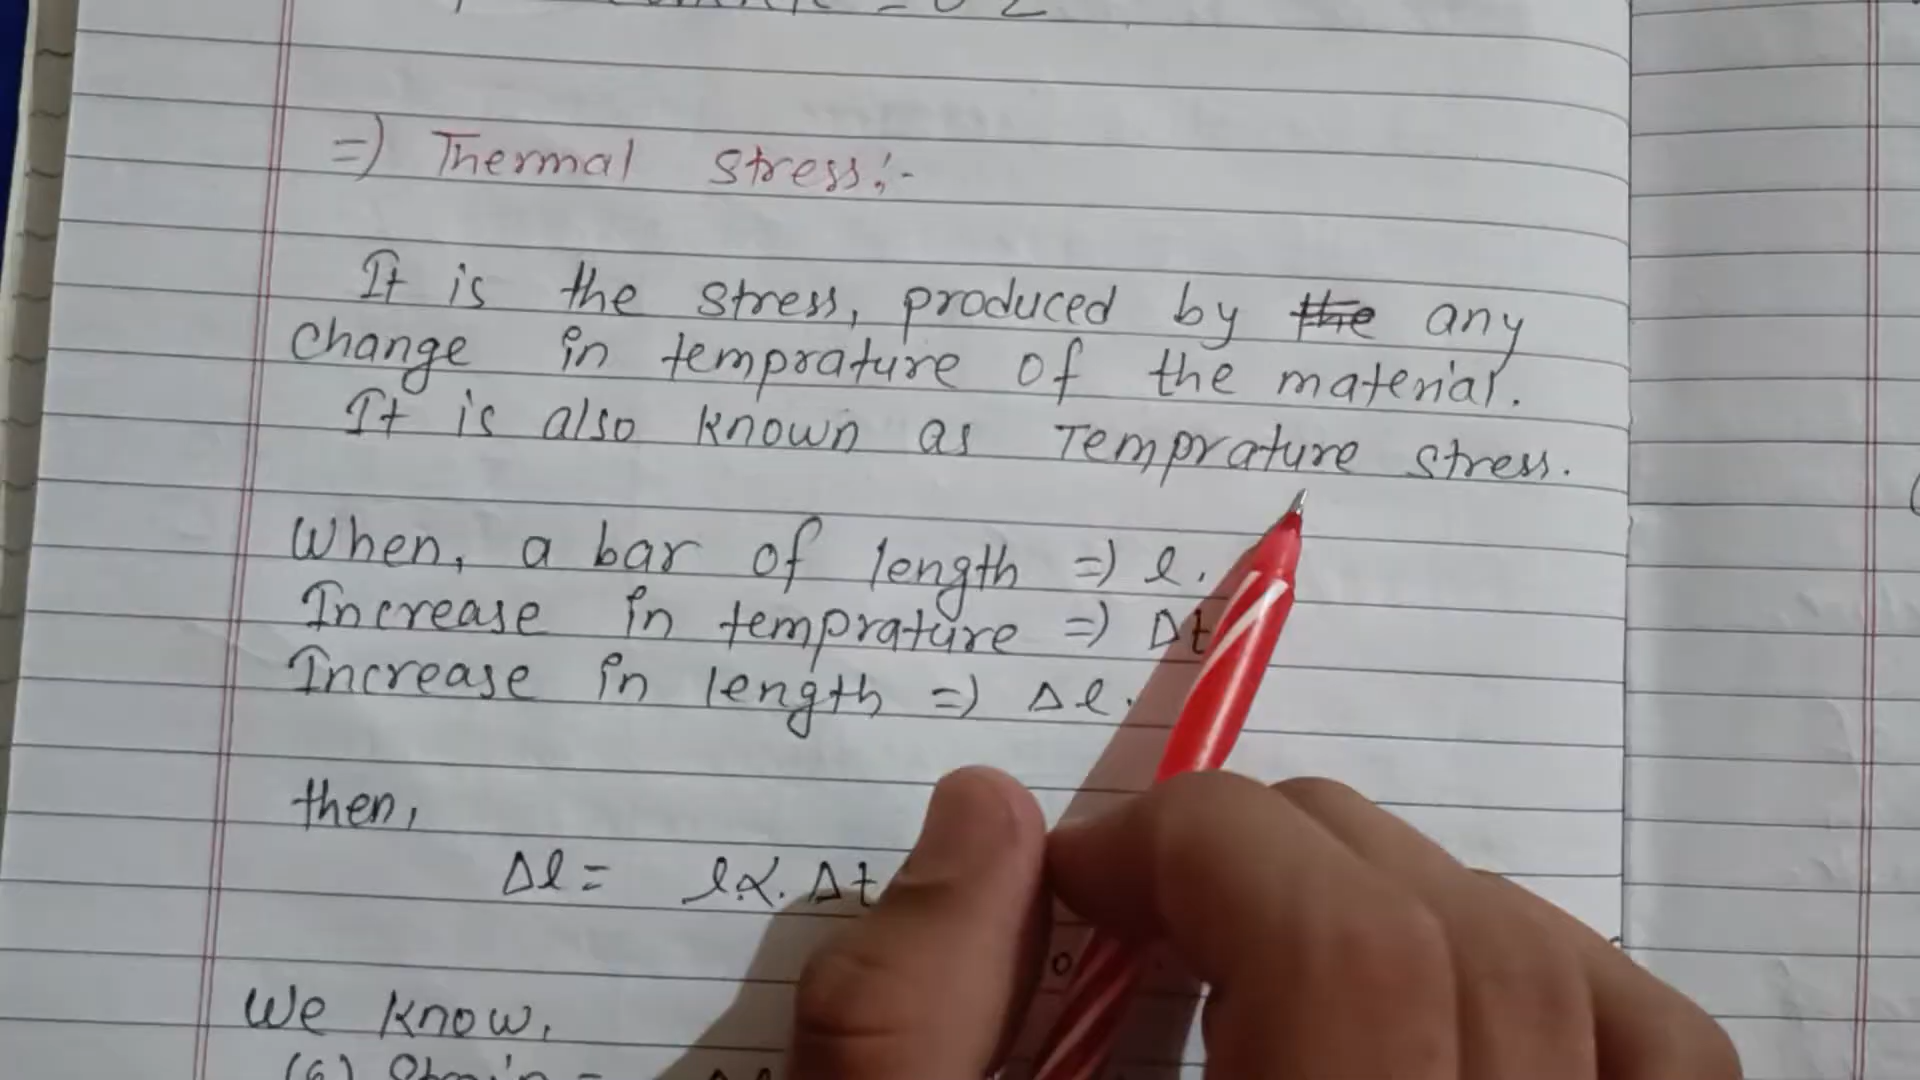 =) Thermal stress:-
It is the stress, produced by the any
change in temprature of the material.
It is also known as Temprature stress.
When, a bar of length =) l.
Increase in temprature =) Δt
Increase in length =) Δl.
then,
Δl = lα.Δt
We know,